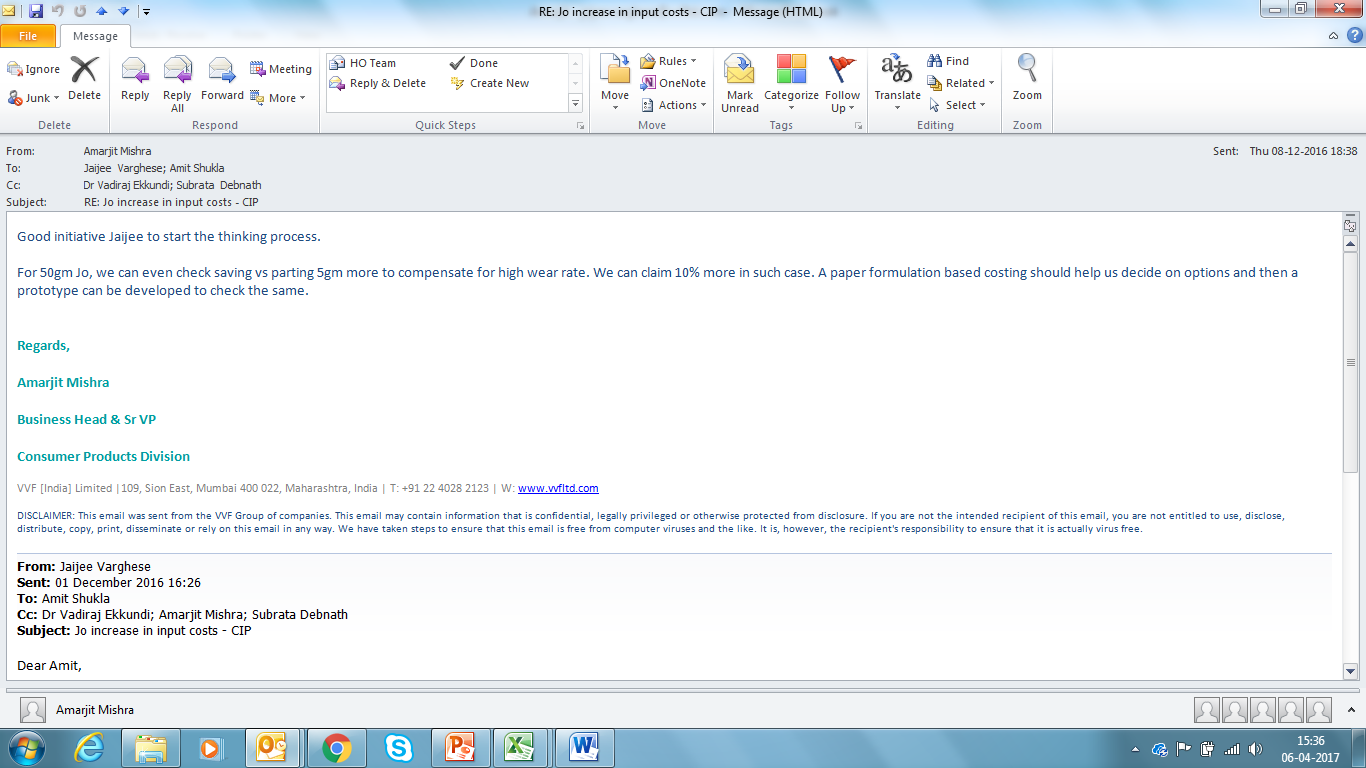 RE: Jo increase in input costs - CIP - Message (HTML)
File
Message
Ignore
Junk
Delete
Delete
Reply
Reply All
Forward
Meeting
More
Respond
HO Team
Reply & Delete
Done
Create New
Quick Steps
Move
Rules
OneNote
Actions
Move
Mark Unread
Categorize
Follow Up
Tags
Translate
Find
Related
Select
Editing
Zoom
Zoom
From: Amarjit Mishra
Sent: Thu 08-12-2016 18:38
To: Jaijee Varghese; Amit Shukla
Cc: Dr Vadiraj Ekkundi; Subrata Debnath
Subject: RE: Jo increase in input costs - CIP
Good initiative Jaijee to start the thinking process.
For 50gm Jo, we can even check saving vs parting 5gm more to compensate for high wear rate. We can claim 10% more in such case. A paper formulation based costing should help us decide on options and then a
prototype can be developed to check the same.
Regards,
Amarjit Mishra
Business Head & Sr VP
Consumer Products Division
VVF [India] Limited |109, Sion East, Mumbai 400 022, Maharashtra, India | T: +91 22 4028 2123 | W: www.vvfltd.com
DISCLAIMER: This email was sent from the VVF Group of companies. This email may contain information that is confidential, legally privileged or otherwise protected from disclosure. If you are not the intended recipient of this email, you are not entitled to use, disclose,
distribute, copy, print, disseminate or rely on this email in any way. We have taken steps to ensure that this email is free from computer viruses and the like. It is, however, the recipient's responsibility to ensure that it is actually virus free.
From: Jaijee Varghese
Sent: 01 December 2016 16:26
To: Amit Shukla
Cc: Dr Vadiraj Ekkundi; Amarjit Mishra; Subrata Debnath
Subject: Jo increase in input costs - CIP
Dear Amit,
Amarjit Mishra
15:36
06-04-2017